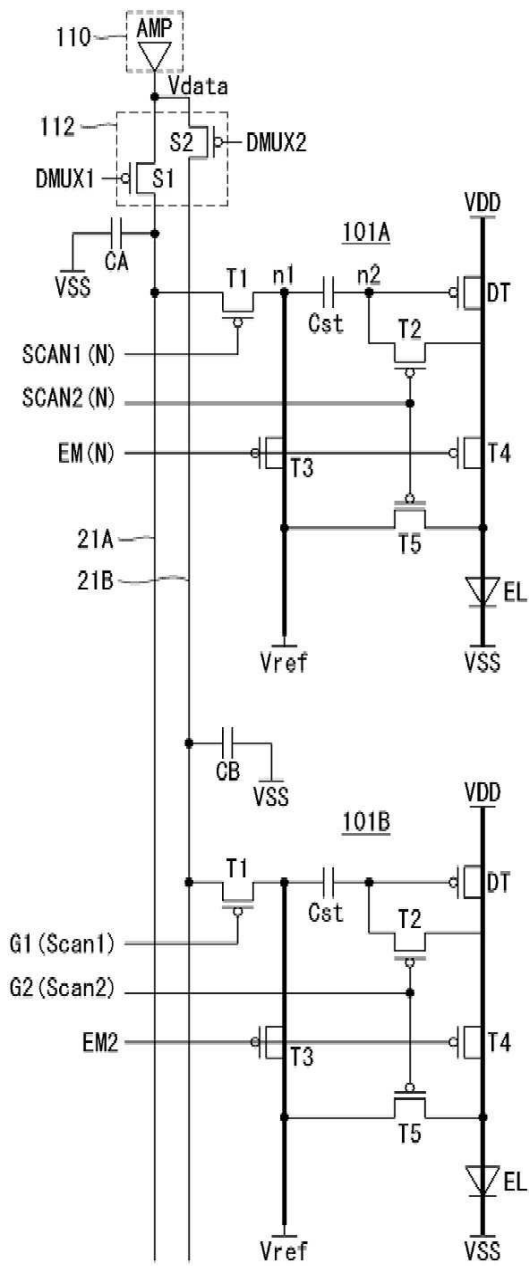 110
AMP
Vdata
112
S2
DMUX2
DMUX1
S1
VDD
CA
VSS
101A
T1
n1
n2
DT
Cst
T2
SCAN1(N)
SCAN2(N)
EM(N)
T3
T4
T5
21A
21B
EL
Vref
VSS
CB
VSS
VDD
101B
T1
DT
Cst
T2
G1(Scan1)
G2(Scan2)
EM2
T3
T4
T5
EL
Vref
VSS